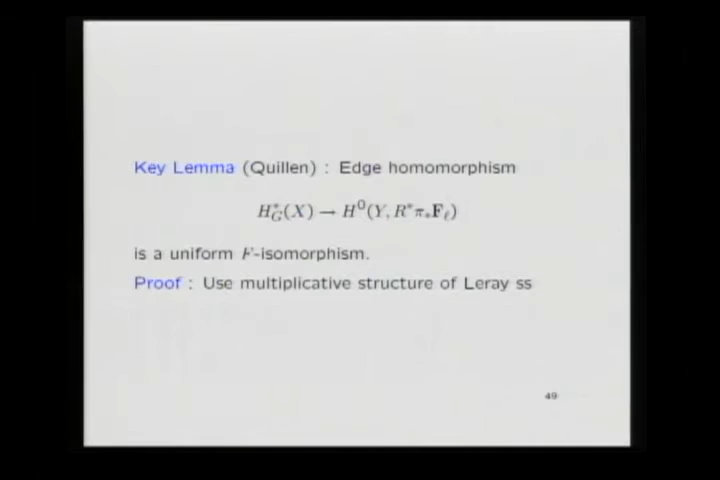 Key Lemma (Quillen) : Edge homomorphism
H*_G(X) → H^0(Y, R*π_*F_ℓ)
is a uniform F-isomorphism.
Proof : Use multiplicative structure of Leray ss
49